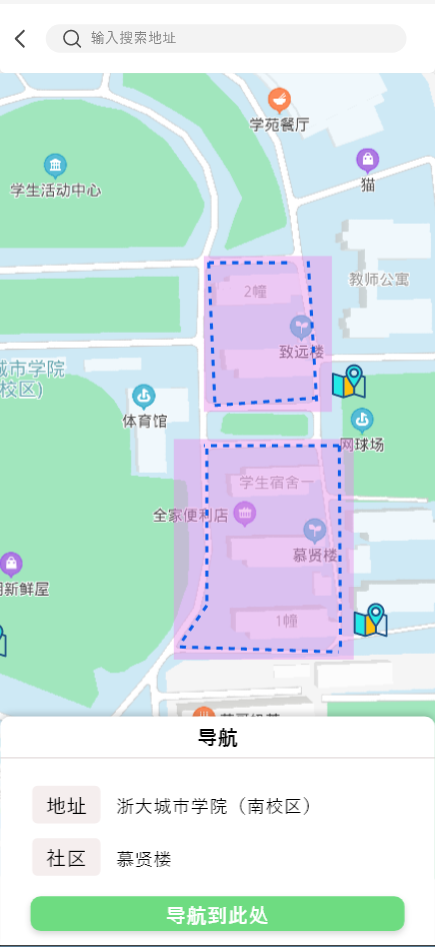 输入搜索地址
学苑餐厅
猫
学生活动中心
教师公寓
2幢
致远楼
城市学院
校区)
体育馆
网球场
学生宿舍一
全家便利店
慕贤楼
新鲜屋
1幢
导航
地址 浙大城市学院（南校区）
社区 慕贤楼
导航到此处